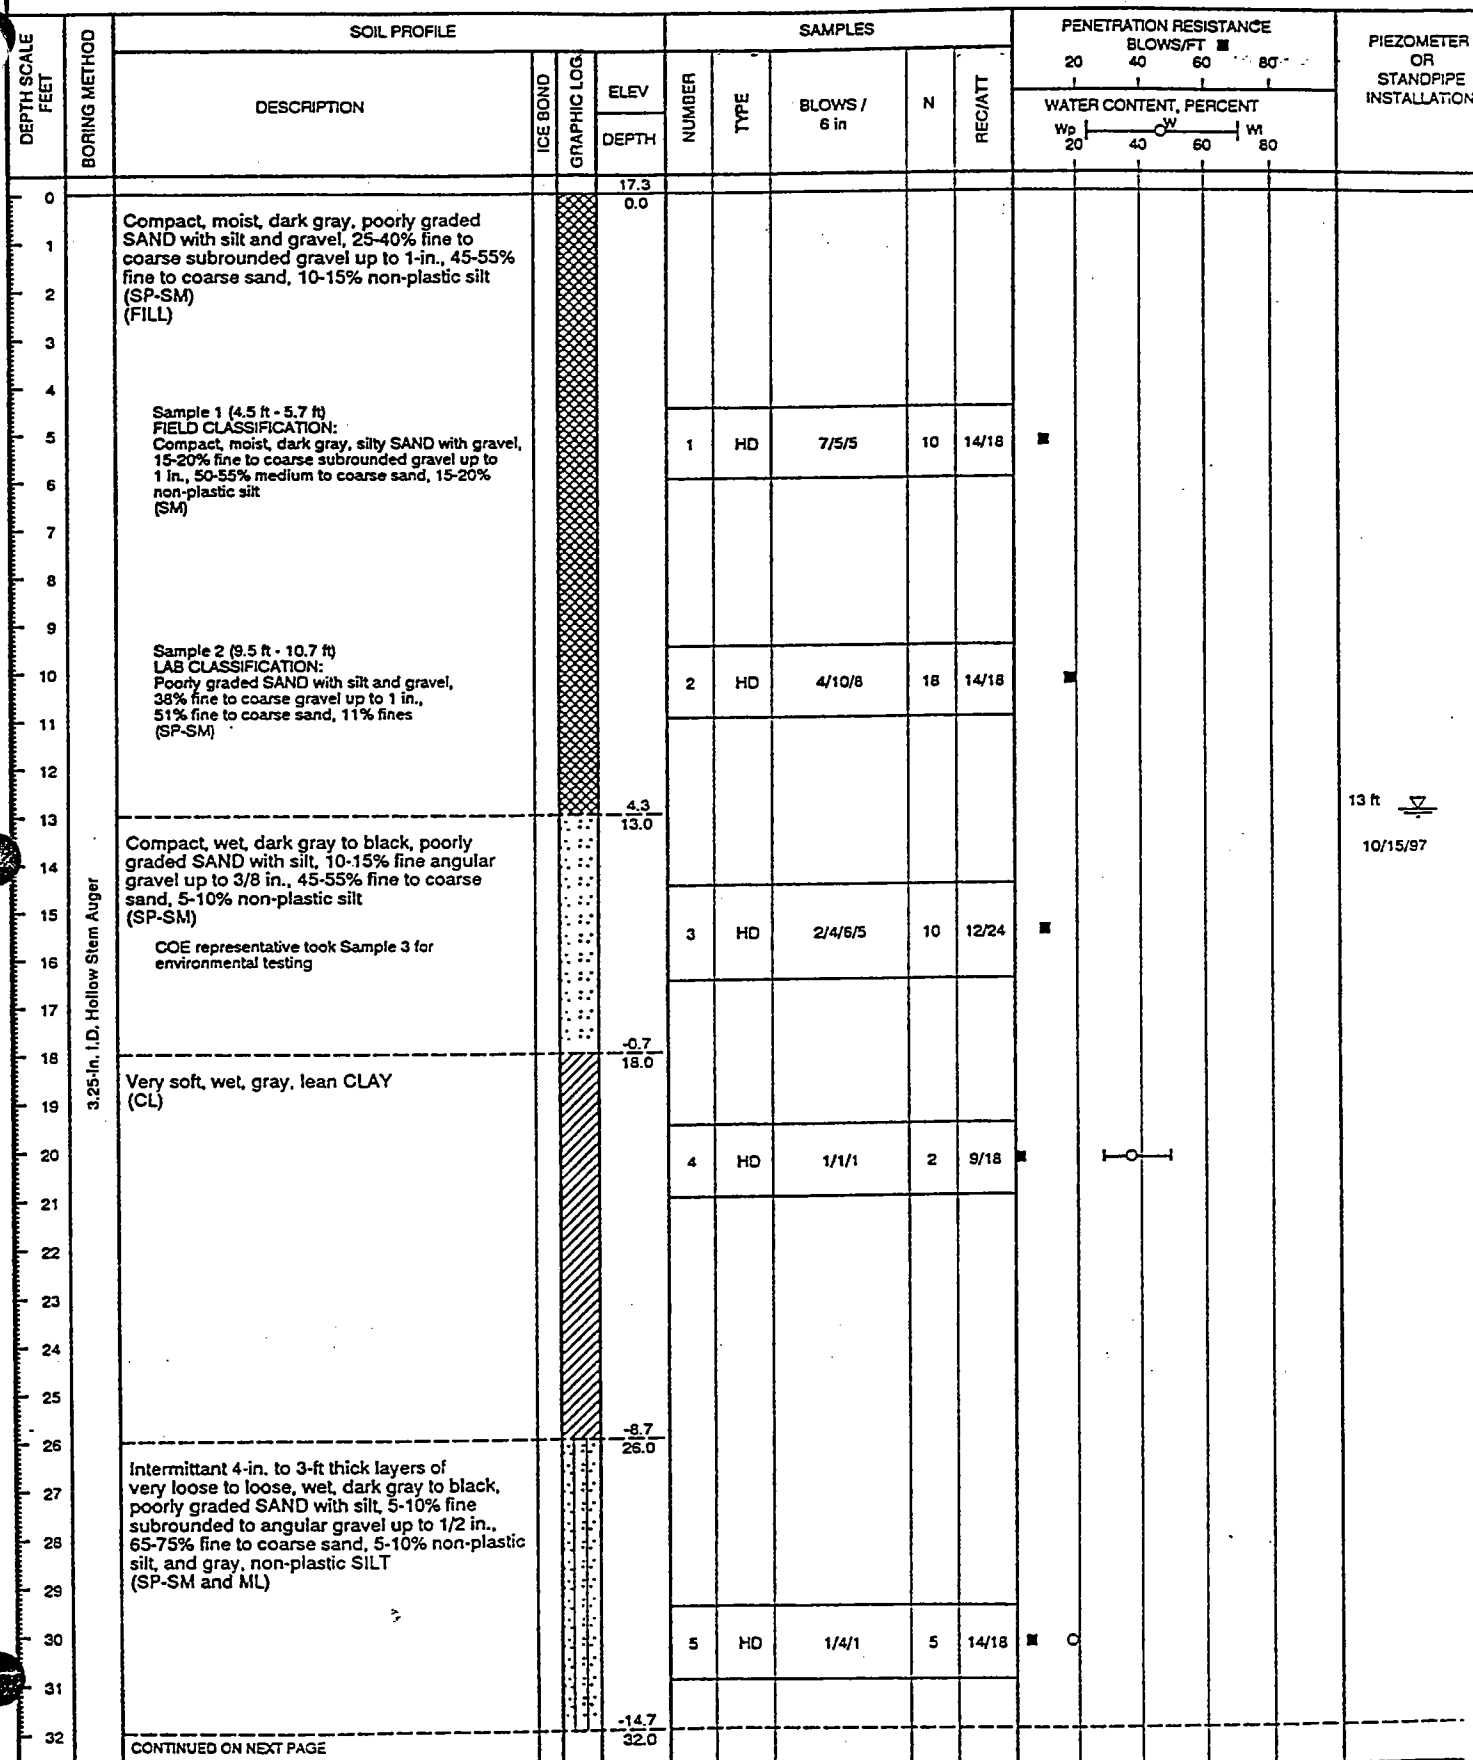 DEPTH SCALE
FEET
BORING METHOD
SOIL PROFILE
DESCRIPTION
ICE BOND
GRAPHIC LOG
ELEV
DEPTH
SAMPLES
NUMBER
TYPE
BLOWS /
6 in
N
REC/ATT
PENETRATION RESISTANCE
BLOWS/FT ■
20 40 60 80
WATER CONTENT, PERCENT
Wp W Wl
20 40 60 80
PIEZOMETER
OR
STANDPIPE
INSTALLATION
17.3
0.0
0
1
2
3
4
5
6
7
8
9
10
11
12
13
14
15
16
17
18
19
20
21
22
23
24
25
26
27
28
29
30
31
32
3.25-in. I.D. Hollow Stem Auger
Compact, moist, dark gray, poorly graded
SAND with silt and gravel, 25-40% fine to
coarse subrounded gravel up to 1-in., 45-55%
fine to coarse sand, 10-15% non-plastic silt
(SP-SM)
(FILL)
Sample 1 (4.5 ft - 5.7 ft)
FIELD CLASSIFICATION:
Compact, moist, dark gray, silty SAND with gravel,
15-20% fine to coarse subrounded gravel up to
1 in., 50-55% medium to coarse sand, 15-20%
non-plastic silt
(SM)
1 HD 7/5/5 10 14/18
Sample 2 (9.5 ft - 10.7 ft)
LAB CLASSIFICATION:
Poorly graded SAND with silt and gravel,
38% fine to coarse gravel up to 1 in.,
51% fine to coarse sand, 11% fines
(SP-SM)
2 HD 4/10/8 18 14/18
4.3
13.0
13 ft
10/15/97
Compact, wet, dark gray to black, poorly
graded SAND with silt, 10-15% fine angular
gravel up to 3/8 in., 45-55% fine to coarse
sand, 5-10% non-plastic silt
(SP-SM)
COE representative took Sample 3 for
environmental testing
3 HD 2/4/6/5 10 12/24
-0.7
18.0
Very soft, wet, gray, lean CLAY
(CL)
4 HD 1/1/1 2 9/18
-8.7
26.0
Intermittant 4-in. to 3-ft thick layers of
very loose to loose, wet, dark gray to black,
poorly graded SAND with silt, 5-10% fine
subrounded to angular gravel up to 1/2 in.,
65-75% fine to coarse sand, 5-10% non-plastic
silt, and gray, non-plastic SILT
(SP-SM and ML)
5 HD 1/4/1 5 14/18
-14.7
32.0
CONTINUED ON NEXT PAGE